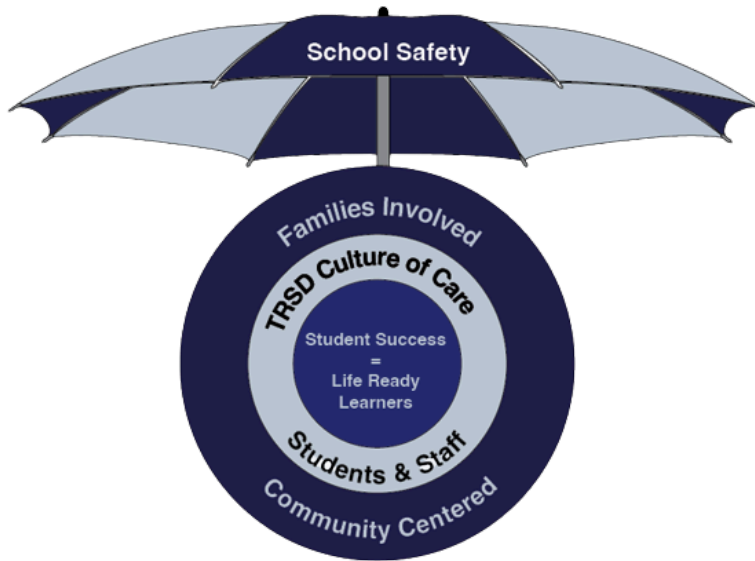 School Safety
Families Involved
TRSD Culture of Care
Student Success
=
Life Ready
Learners
Students & Staff
Community Centered